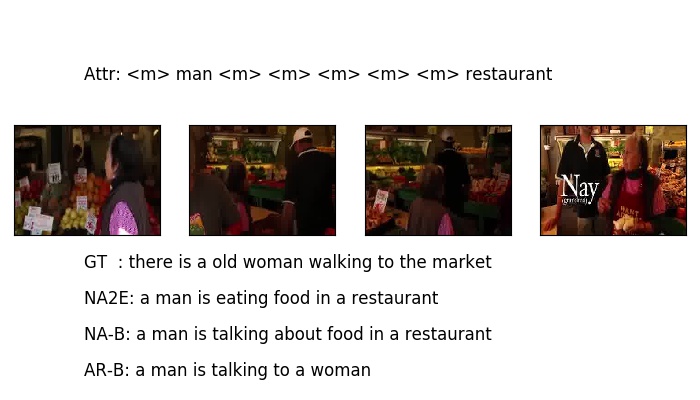 Attr: <m> man <m> <m> <m> <m> <m> restaurant
Nay
GT : there is a old woman walking to the market
NA2E: a man is eating food in a restaurant
NA-B: a man is talking about food in a restaurant
AR-B: a man is talking to a woman